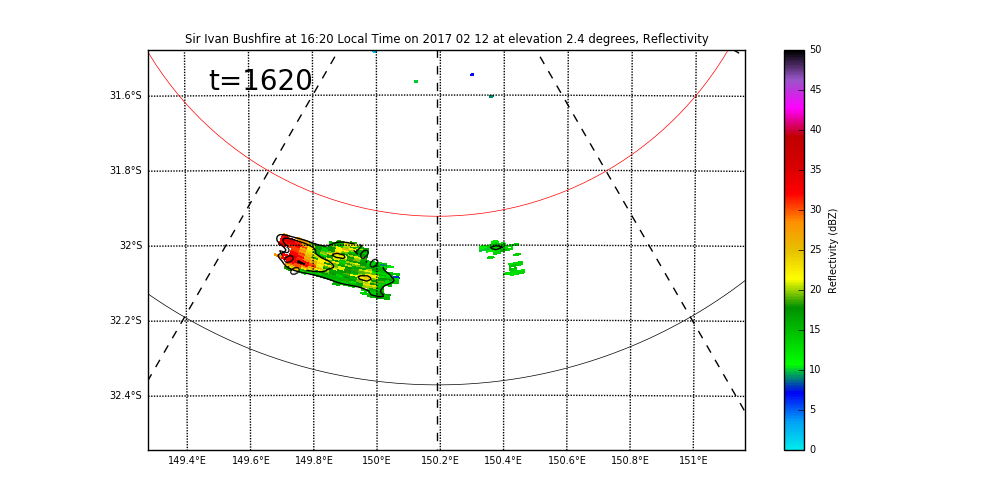 Sir Ivan Bushfire at 16:20 Local Time on 2017 02 12 at elevation 2.4 degrees, Reflectivity
t=1620
31.6°S
31.8°S
32°S
32.2°S
32.4°S
149.4°E 149.6°E 149.8°E 150°E 150.2°E 150.4°E 150.6°E 150.8°E 151°E
50
45
40
35
30
25
20
15
10
5
0
Reflectivity (dBZ)